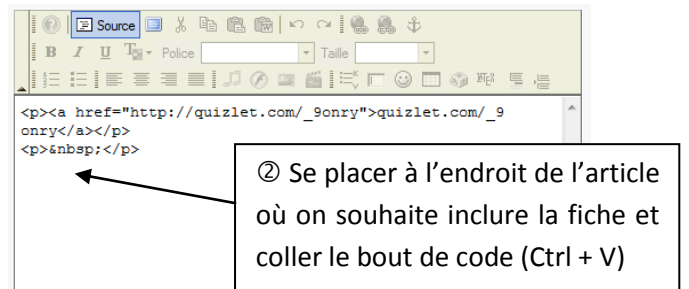 Source
B I U T Police Taille
<p><a href="http://quizlet.com/_9onry">quizlet.com/_9
onry</a></p>
<p>&nbsp;</p>
② Se placer à l’endroit de l’article
où on souhaite inclure la fiche et
coller le bout de code (Ctrl + V)